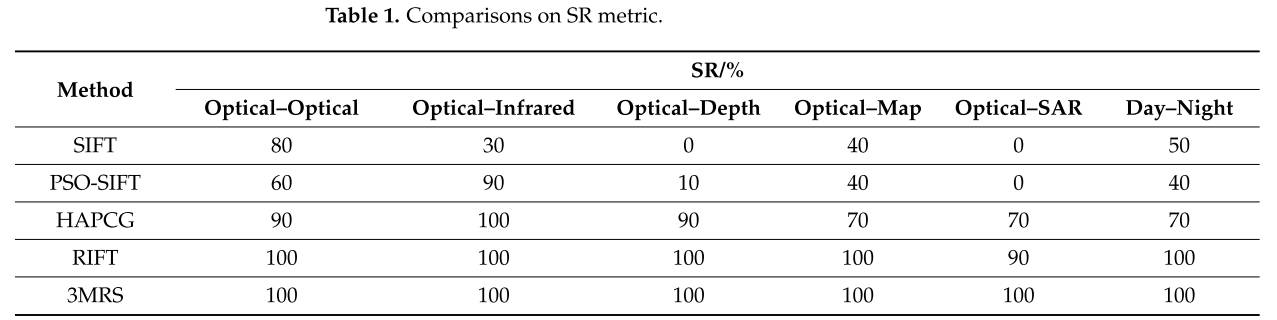 Table 1. Comparisons on SR metric.
Method SR/%
Optical–Optical Optical–Infrared Optical–Depth Optical–Map Optical–SAR Day–Night
SIFT 80 30 0 40 0 50
PSO-SIFT 60 90 10 40 0 40
HAPCG 90 100 90 70 70 70
RIFT 100 100 100 100 90 100
3MRS 100 100 100 100 100 100